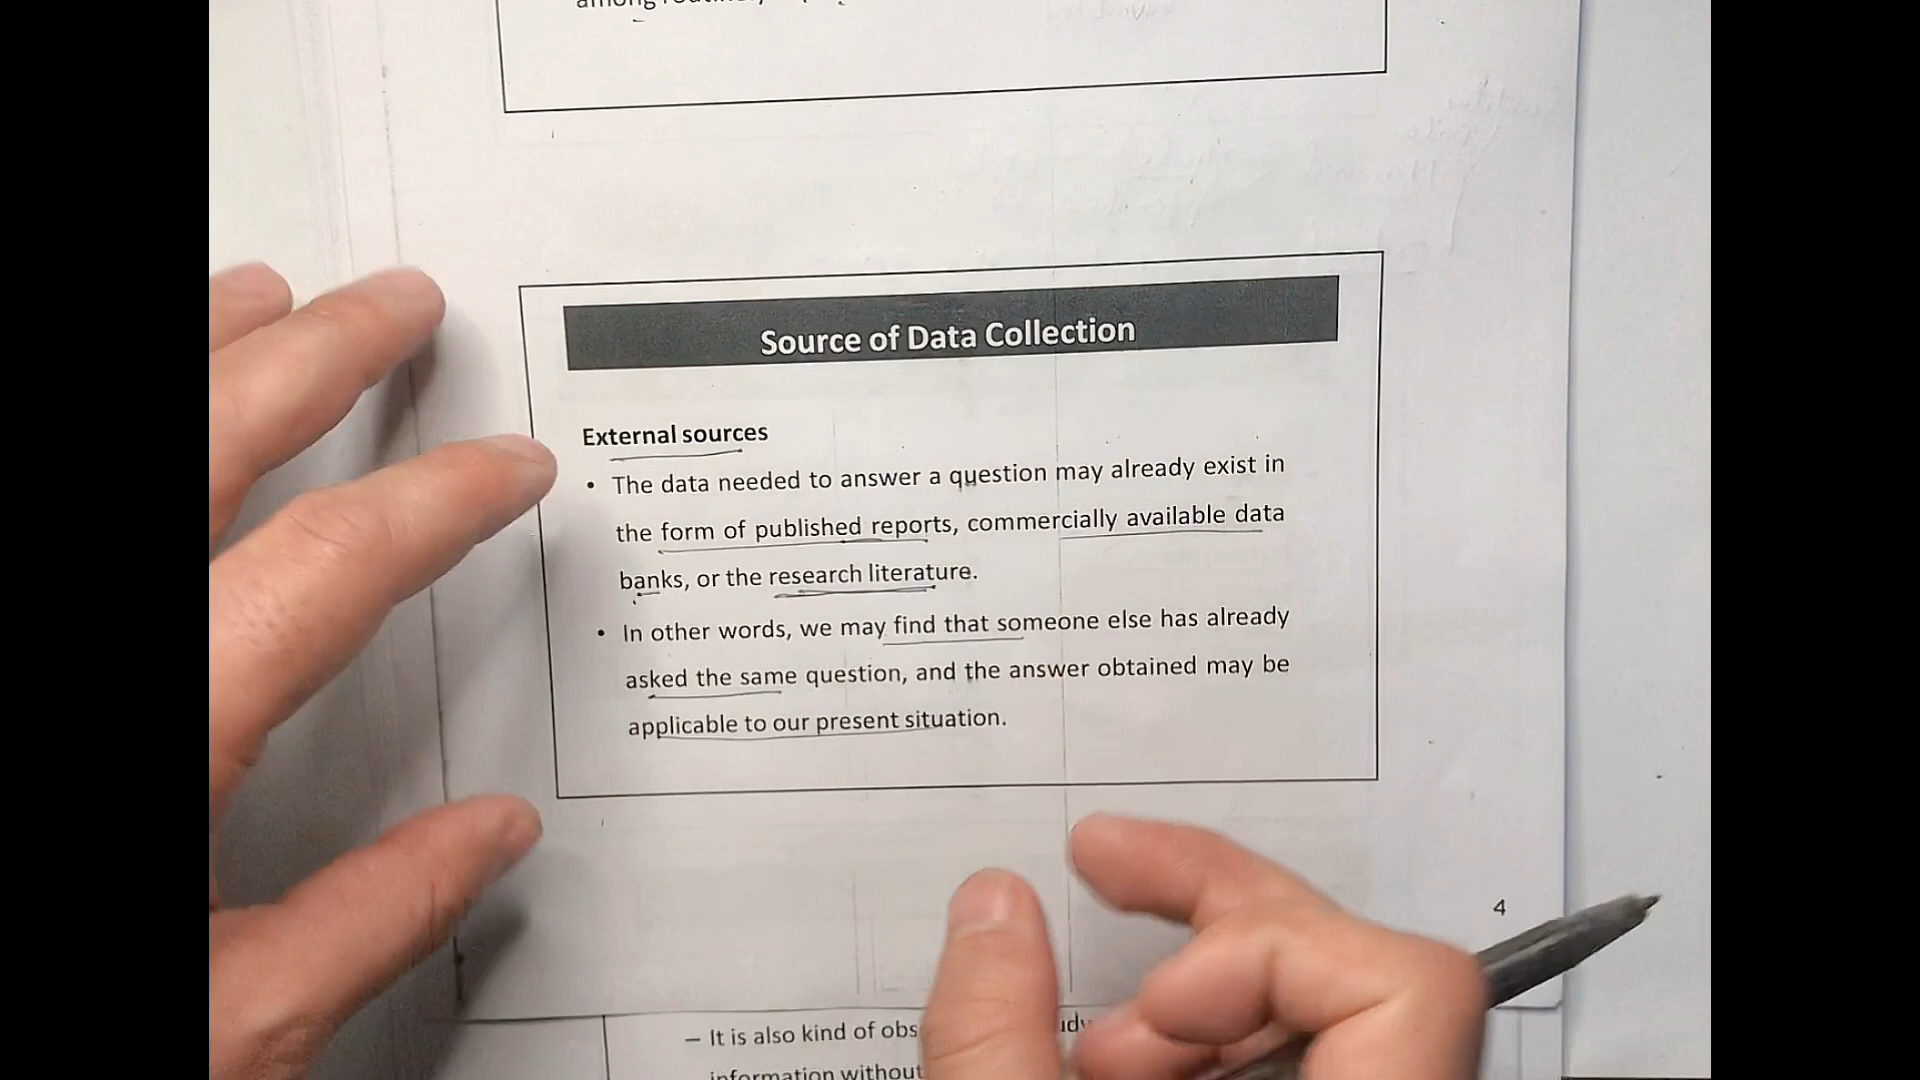 among
Source of Data Collection
External sources
• The data needed to answer a question may already exist in
the form of published reports, commercially available data
banks, or the research literature.
• In other words, we may find that someone else has already
asked the same question, and the answer obtained may be
applicable to our present situation.
4
– It is also kind of
information without